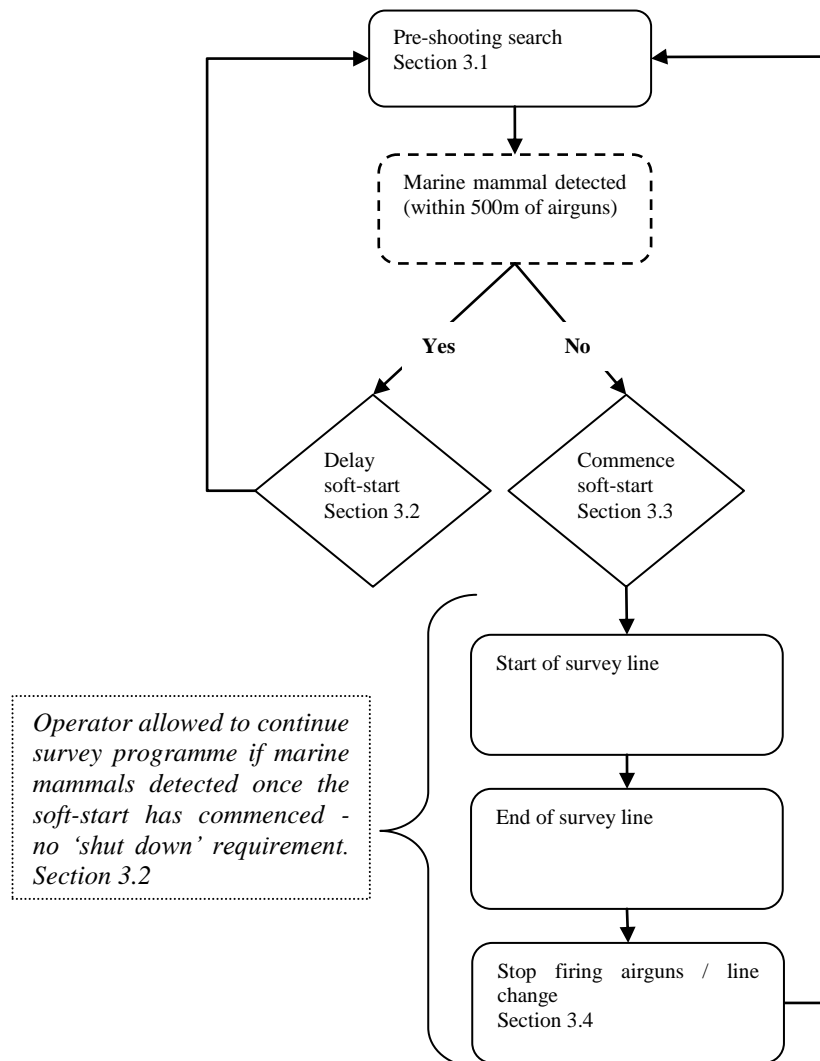 Pre-shooting search
Section 3.1
Marine mammal detected
(within 500m of airguns)
Yes
No
Delay
soft-start
Section 3.2
Commence
soft-start
Section 3.3
Start of survey line
Operator allowed to continue
survey programme if marine
mammals detected once the
soft-start has commenced -
no ‘shut down’ requirement.
Section 3.2
End of survey line
Stop firing airguns / line
change
Section 3.4